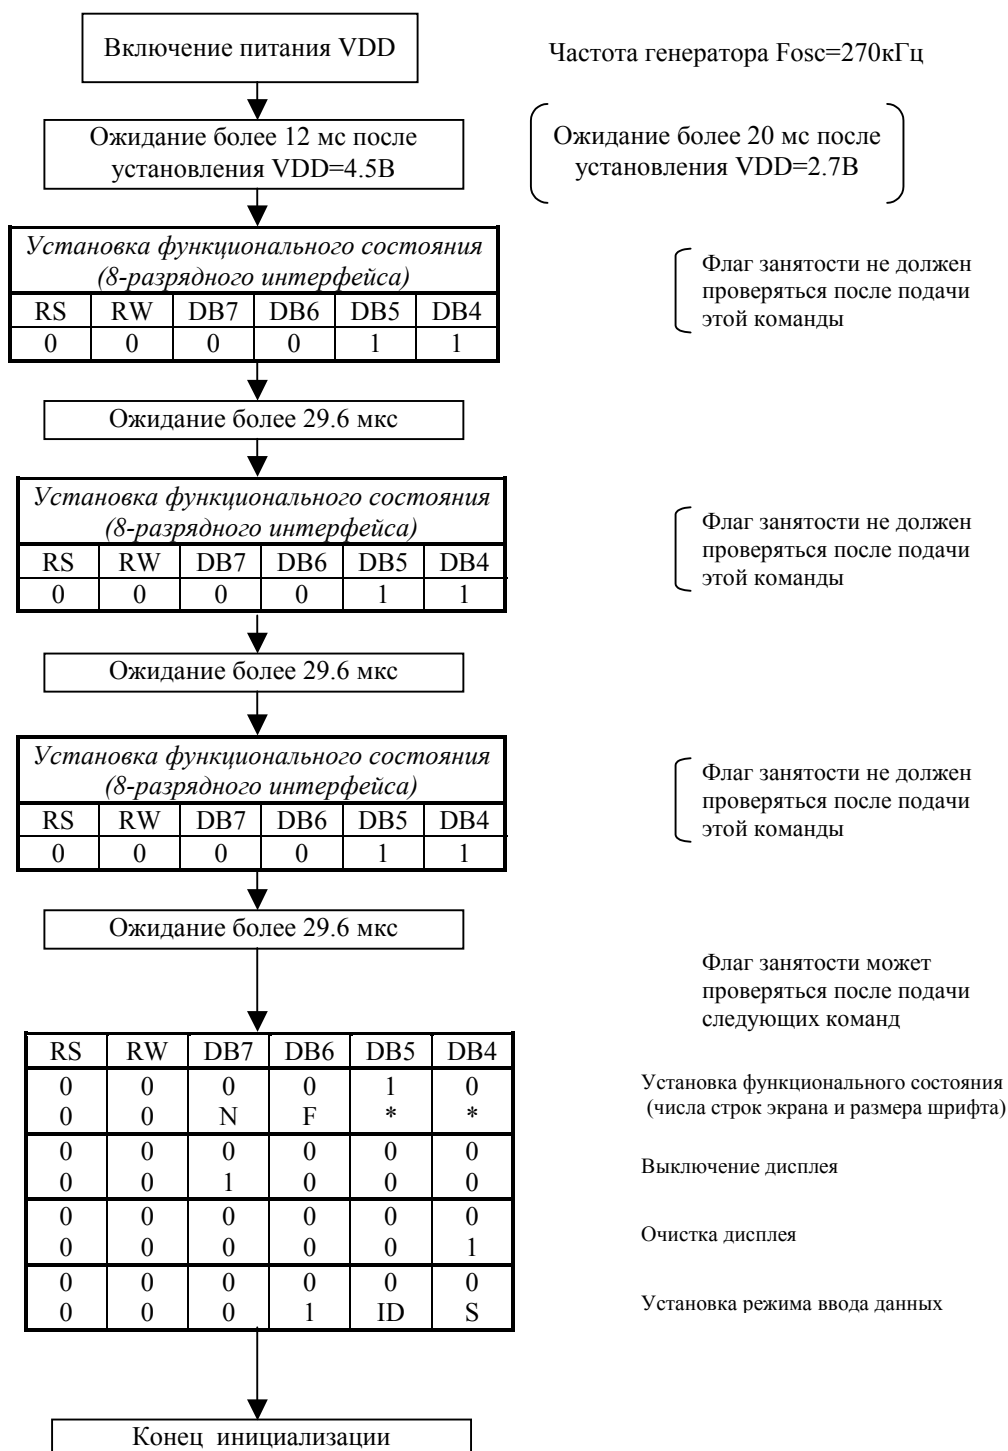 Включение питания VDD
Частота генератора Fosc=270кГц
Ожидание более 12 мс после
установления VDD=4.5В
Ожидание более 20 мс после
установления VDD=2.7В
Установка функционального состояния
(8-разрядного интерфейса)
RS RW DB7 DB6 DB5 DB4
0 0 0 0 1 1
Флаг занятости не должен
проверяться после подачи
этой команды
Ожидание более 29.6 мкс
Установка функционального состояния
(8-разрядного интерфейса)
RS RW DB7 DB6 DB5 DB4
0 0 0 0 1 1
Флаг занятости не должен
проверяться после подачи
этой команды
Ожидание более 29.6 мкс
Установка функционального состояния
(8-разрядного интерфейса)
RS RW DB7 DB6 DB5 DB4
0 0 0 0 1 1
Флаг занятости не должен
проверяться после подачи
этой команды
Ожидание более 29.6 мкс
Флаг занятости может
проверяться после подачи
следующих команд
RS RW DB7 DB6 DB5 DB4
0 0 0 0 1 0
0 0 N F * *
Установка функционального состояния
(числа строк экрана и размера шрифта)
0 0 0 0 0 0
0 0 1 0 0 0
Выключение дисплея
0 0 0 0 0 0
0 0 0 0 0 1
Очистка дисплея
0 0 0 0 0 0
0 0 0 1 ID S
Установка режима ввода данных
Конец инициализации